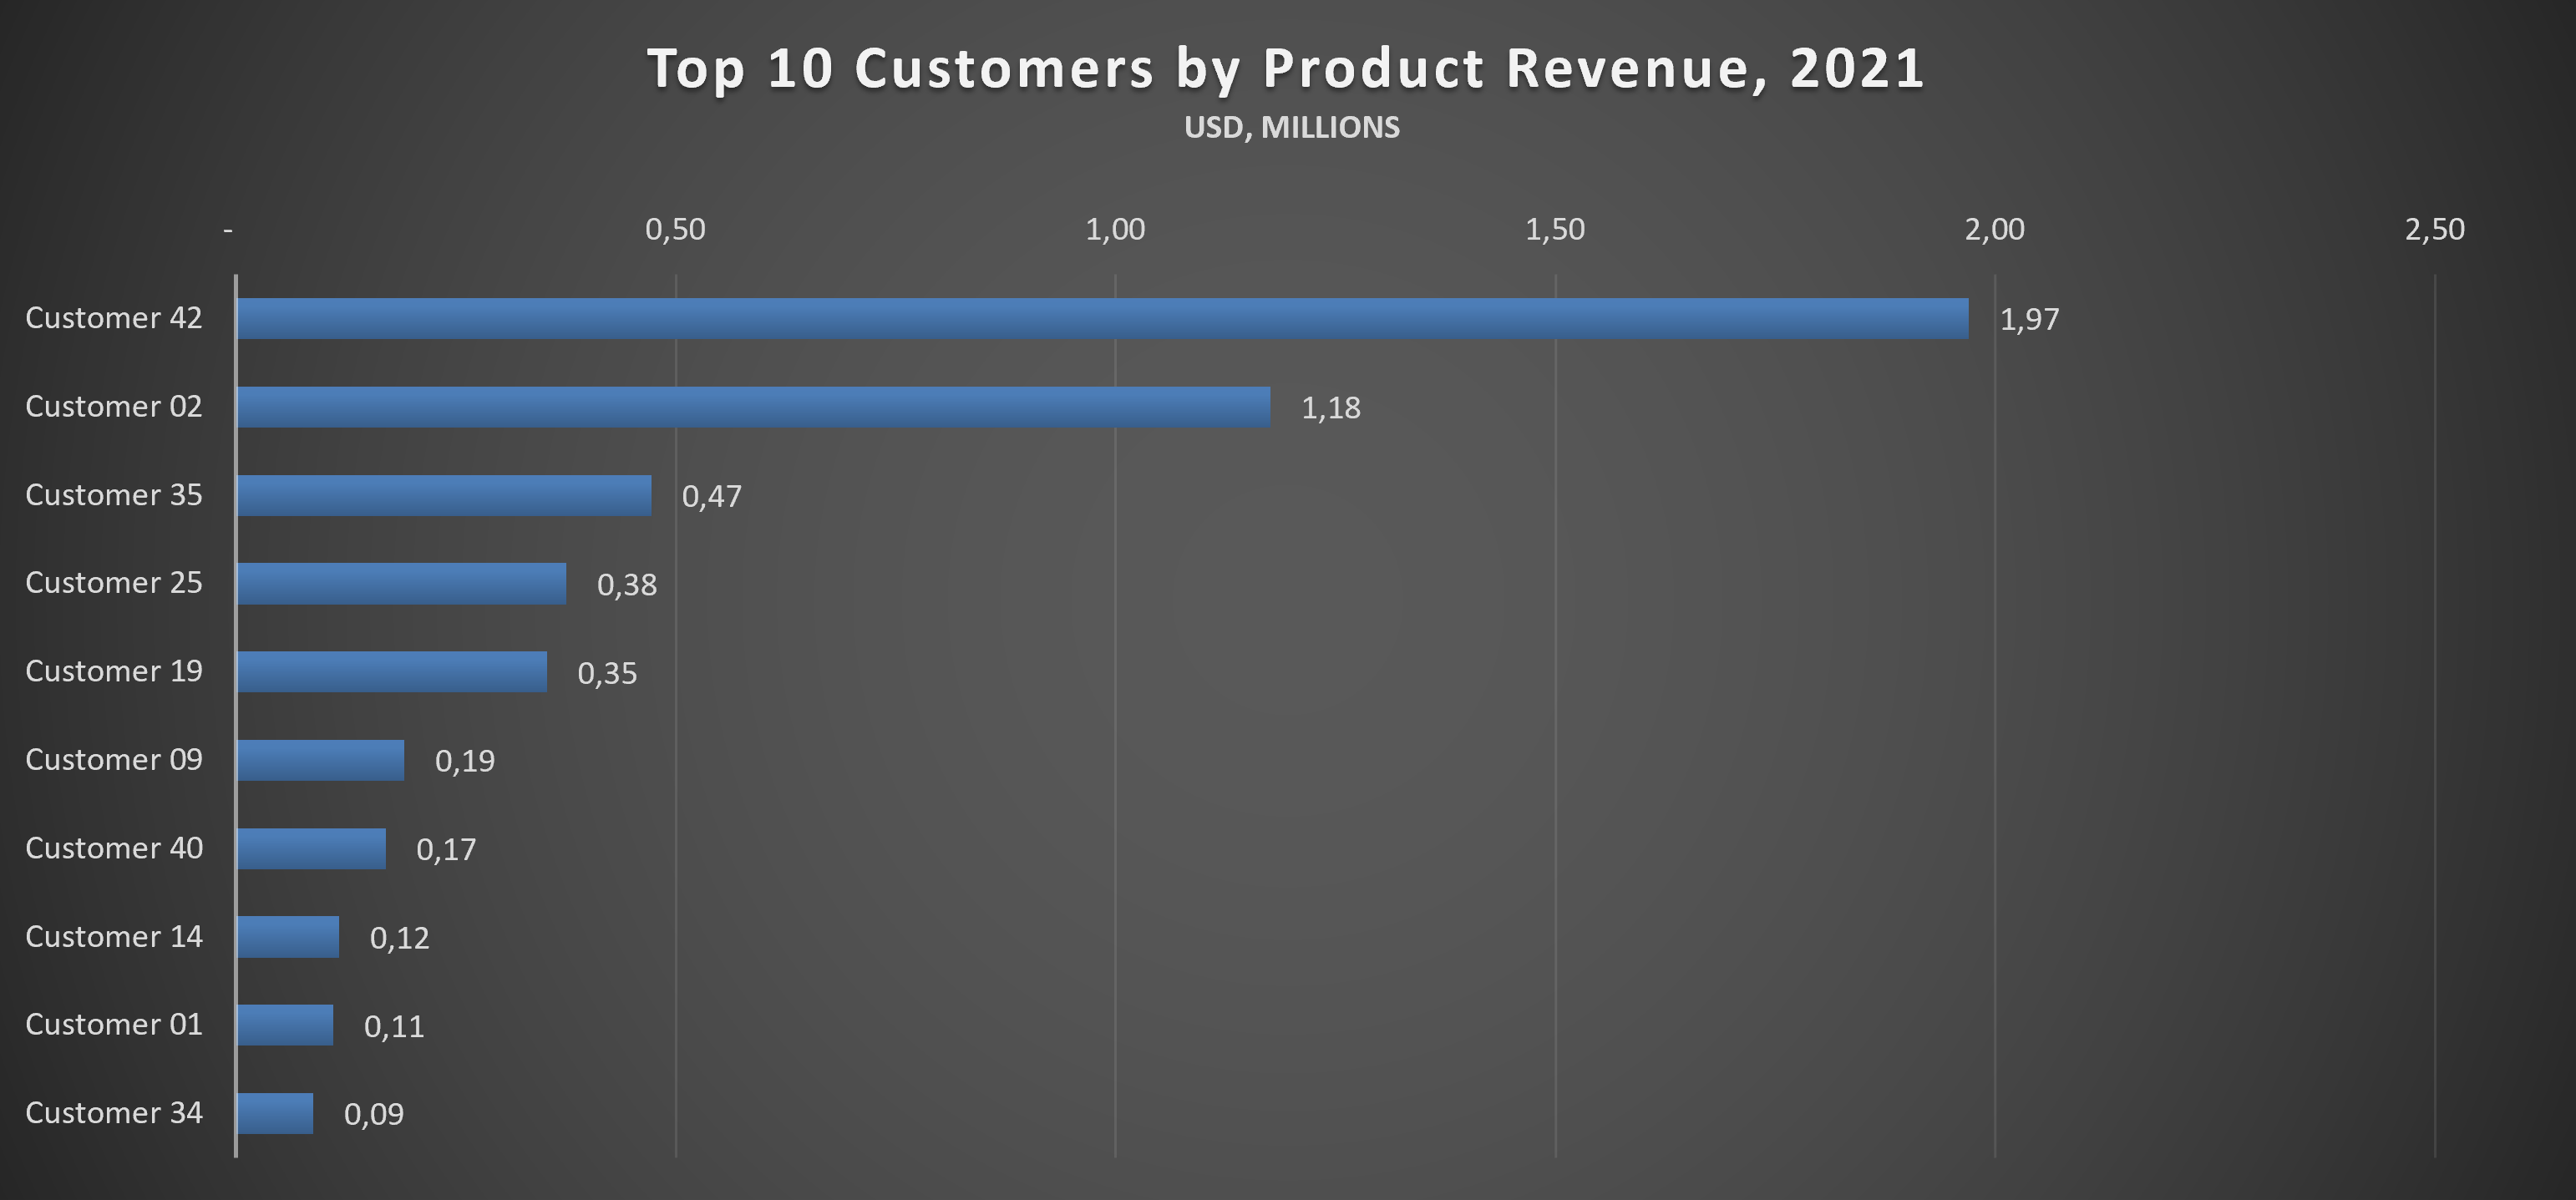 Top 10 Customers by Product Revenue, 2021
USD, MILLIONS
- 0,50 1,00 1,50 2,00 2,50
Customer 42 1,97
Customer 02 1,18
Customer 35 0,47
Customer 25 0,38
Customer 19 0,35
Customer 09 0,19
Customer 40 0,17
Customer 14 0,12
Customer 01 0,11
Customer 34 0,09